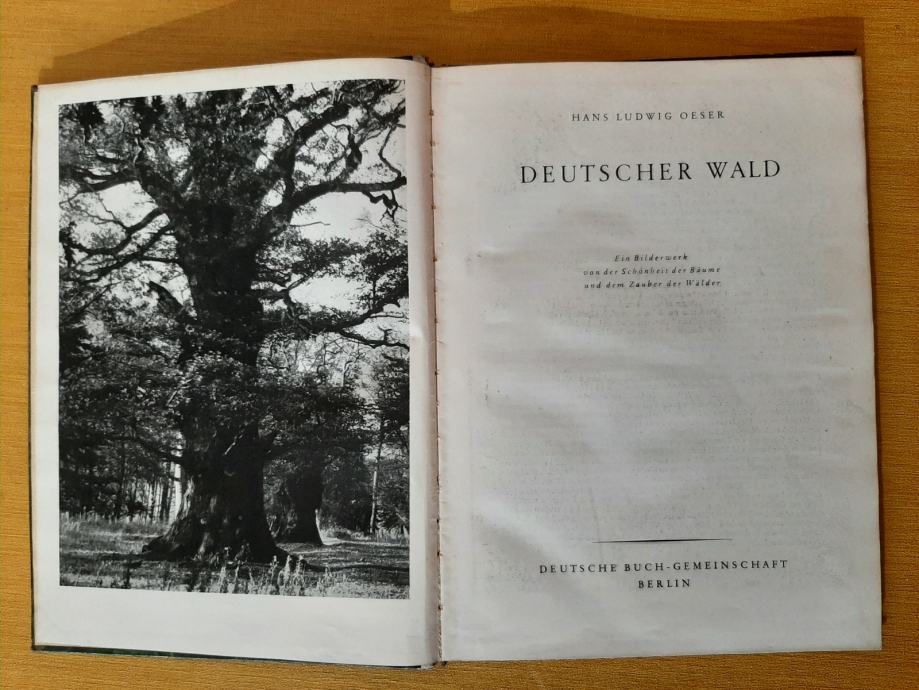 HANS LUDWIG OESER
DEUTSCHER WALD
Ein Bilderwerk
von der Schönheit der Bäume
und dem Zauber der Wälder
DEUTSCHE BUCH-GEMEINSCHAFT
BERLIN